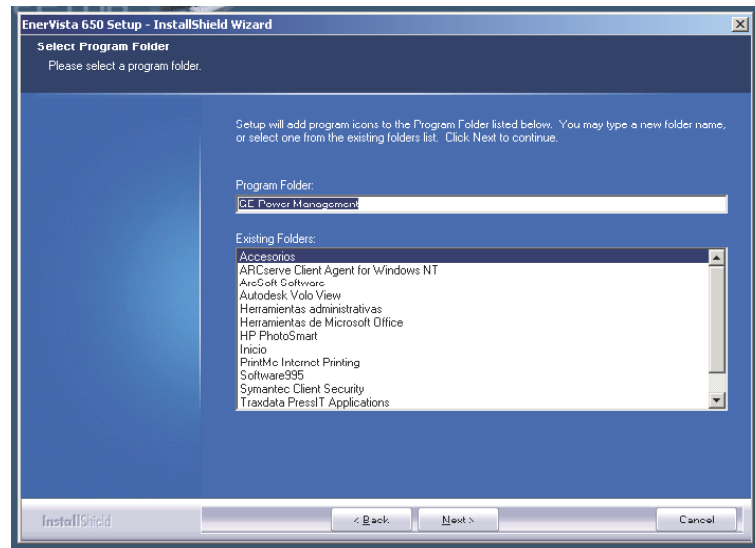 EnerVista 650 Setup - InstallShield Wizard
Select Program Folder
Please select a program folder.
Setup will add program icons to the Program Folder listed below. You may type a new folder name,
or select one from the existing folders list. Click Next to continue.
Program Folder:
GE Power Management
Existing Folders:
Accesorios
ARCserve Client Agent for Windows NT
ArcSoft Software
Autodesk Volo View
Herramientas administrativas
Herramientas de Microsoft Office
HP PhotoSmart
Inicio
PrintMe Internet Printing
Software995
Symantec Client Security
Traxdata PressIT Applications
InstallShield
< Back
Next >
Cancel